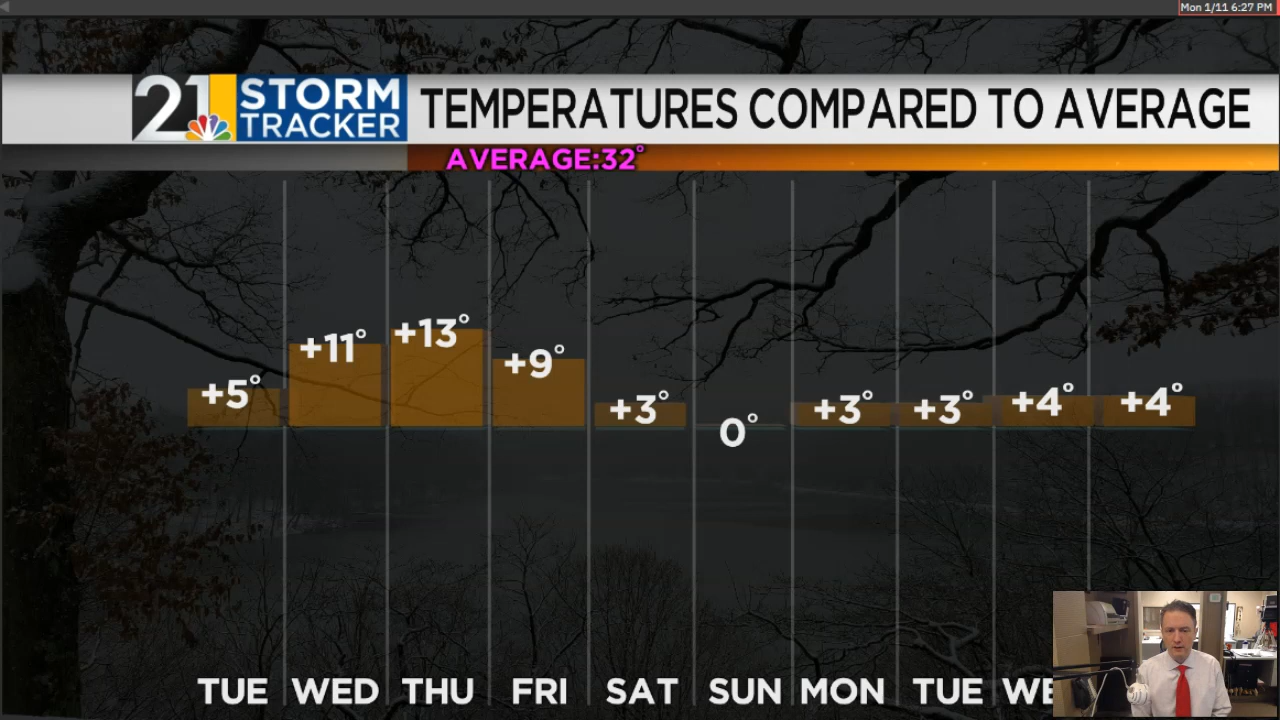 Mon 1/11 6:27 PM
21 STORM TRACKER
TEMPERATURES COMPARED TO AVERAGE
AVERAGE:32°
+5° +11° +13° +9° +3° 0° +3° +3° +4° +4°
TUE WED THU FRI SAT SUN MON TUE WE